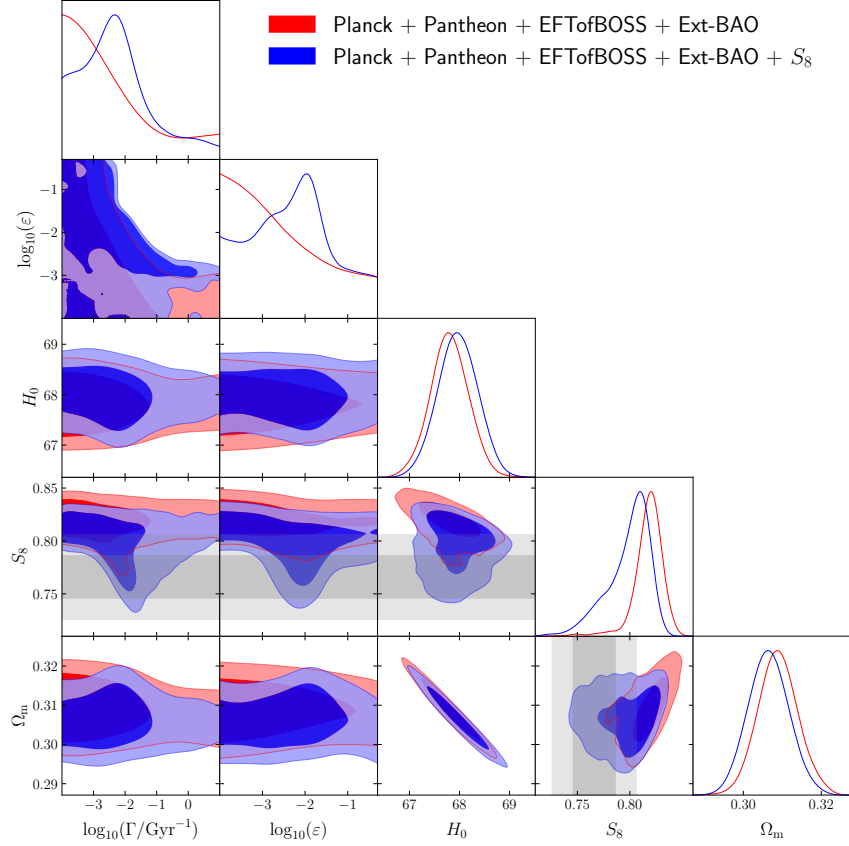 Planck + Pantheon + EFTofBOSS + Ext-BAO
Planck + Pantheon + EFTofBOSS + Ext-BAO + S₈
log₁₀(ε)
−1
−2
−3
H₀
69
68
67
S₈
0.85
0.80
0.75
Ωₘ
0.32
0.31
0.30
0.29
−3 −2 −1 0
log₁₀(Γ/Gyr⁻¹)
−3 −2 −1
log₁₀(ε)
67 68 69
H₀
0.75 0.80
S₈
0.30 0.32
Ωₘ